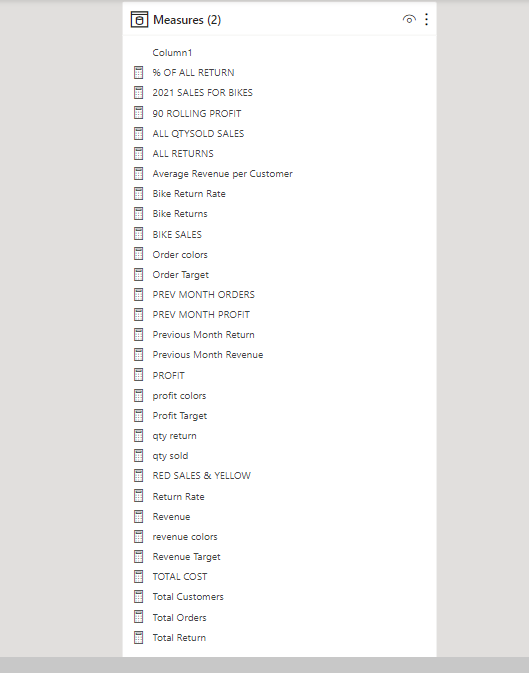 Measures (2)
Column1
% OF ALL RETURN
2021 SALES FOR BIKES
90 ROLLING PROFIT
ALL QTYSOLD SALES
ALL RETURNS
Average Revenue per Customer
Bike Return Rate
Bike Returns
BIKE SALES
Order colors
Order Target
PREV MONTH ORDERS
PREV MONTH PROFIT
Previous Month Return
Previous Month Revenue
PROFIT
profit colors
Profit Target
qty return
qty sold
RED SALES & YELLOW
Return Rate
Revenue
revenue colors
Revenue Target
TOTAL COST
Total Customers
Total Orders
Total Return